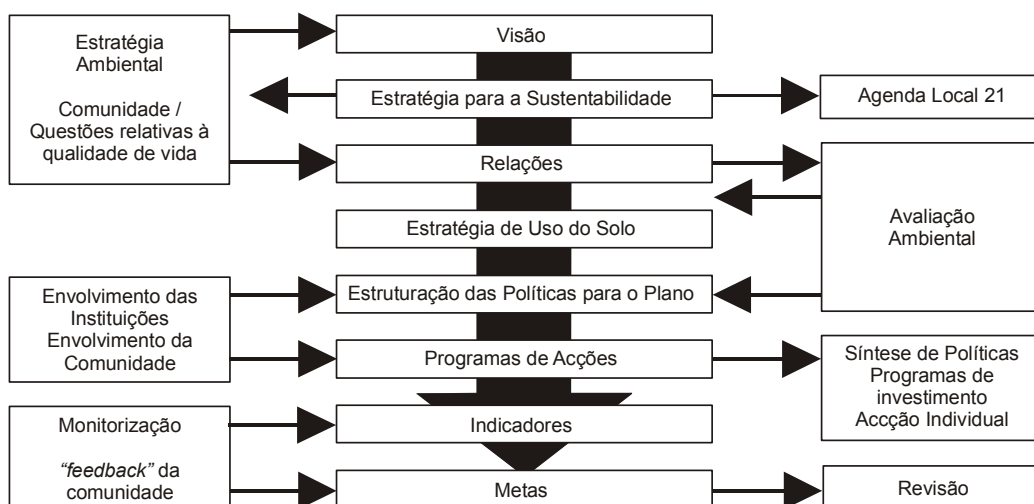 Estratégia
Ambiental
Comunidade /
Questões relativas à
qualidade de vida
Visão
Estratégia para a Sustentabilidade
Agenda Local 21
Relações
Estratégia de Uso do Solo
Avaliação
Ambiental
Envolvimento das
Instituições
Envolvimento da
Comunidade
Estruturação das Políticas para o Plano
Programas de Acções
Síntese de Políticas
Programas de
investimento
Accção Individual
Monitorização
“feedback” da
comunidade
Indicadores
Metas
Revisão